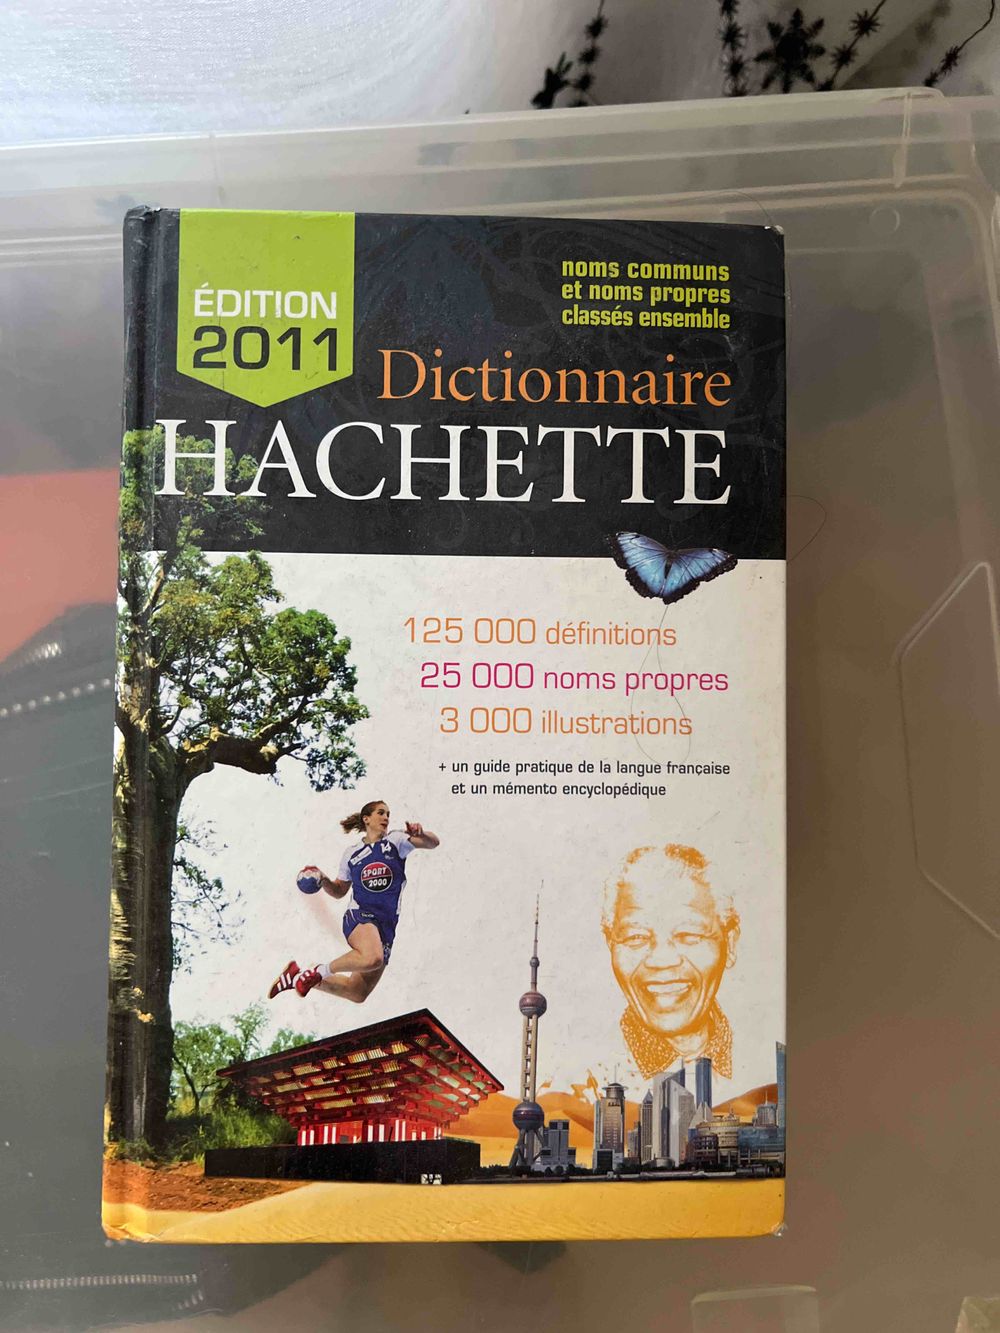 ÉDITION
2011
noms communs
et noms propres
classés ensemble
Dictionnaire
HACHETTE
125 000 définitions
25 000 noms propres
3 000 illustrations
+ un guide pratique de la langue française
et un mémento encyclopédique
14
SPORT
2000